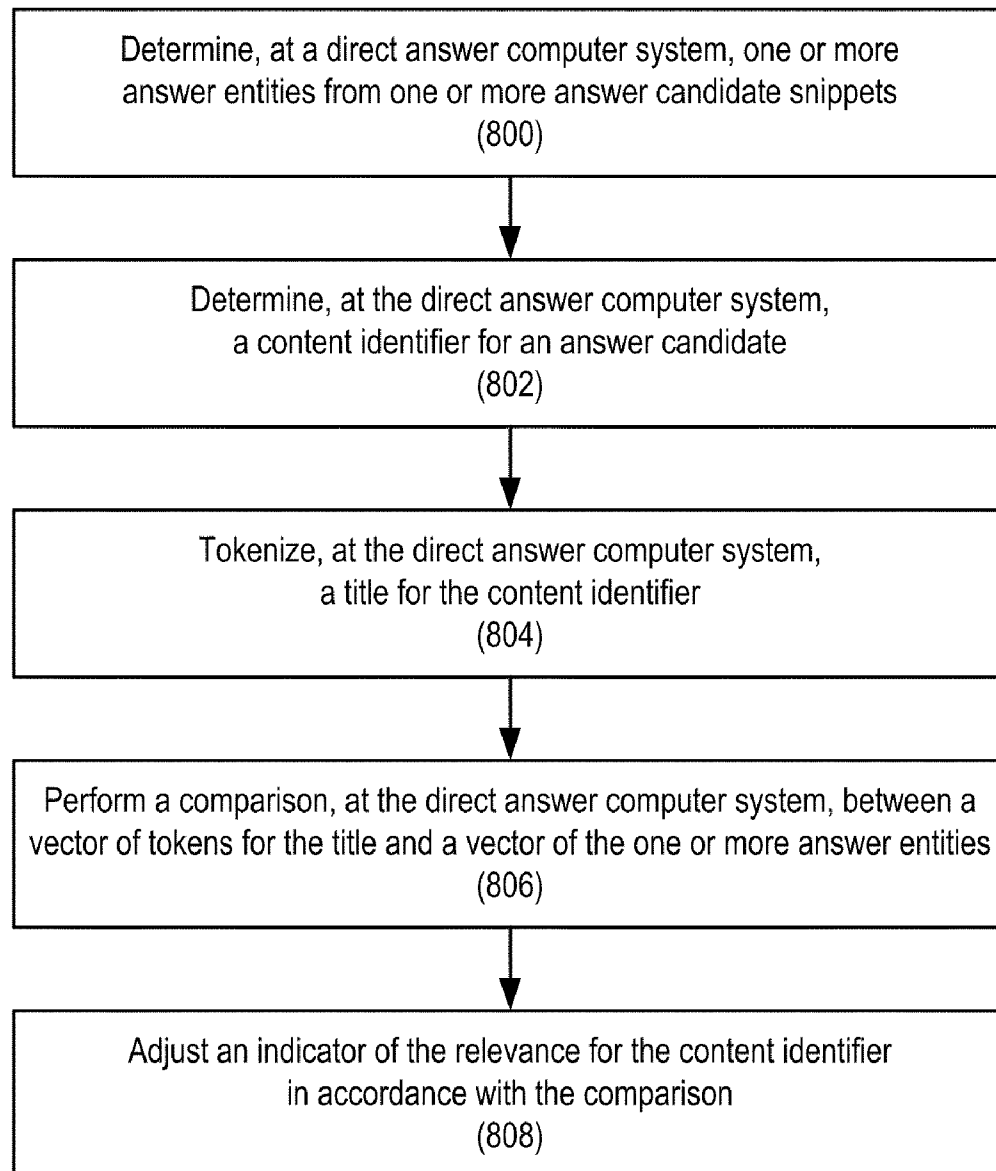 Determine, at a direct answer computer system, one or more
answer entities from one or more answer candidate snippets
(800)
Determine, at the direct answer computer system,
a content identifier for an answer candidate
(802)
Tokenize, at the direct answer computer system,
a title for the content identifier
(804)
Perform a comparison, at the direct answer computer system, between a
vector of tokens for the title and a vector of the one or more answer entities
(806)
Adjust an indicator of the relevance for the content identifier
in accordance with the comparison
(808)